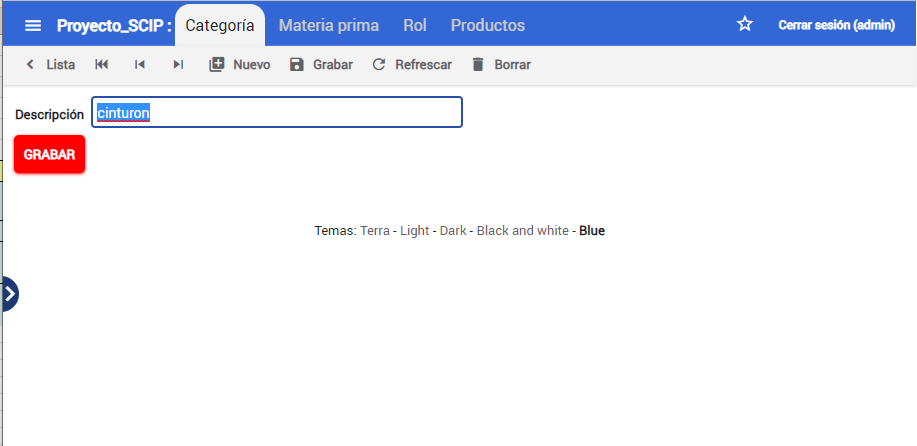 Proyecto_SCIP : Categoría Materia prima Rol Productos Cerrar sesión (admin)
Lista Nuevo Grabar Refrescar Borrar
Descripción cinturon
GRABAR
Temas: Terra - Light - Dark - Black and white - Blue